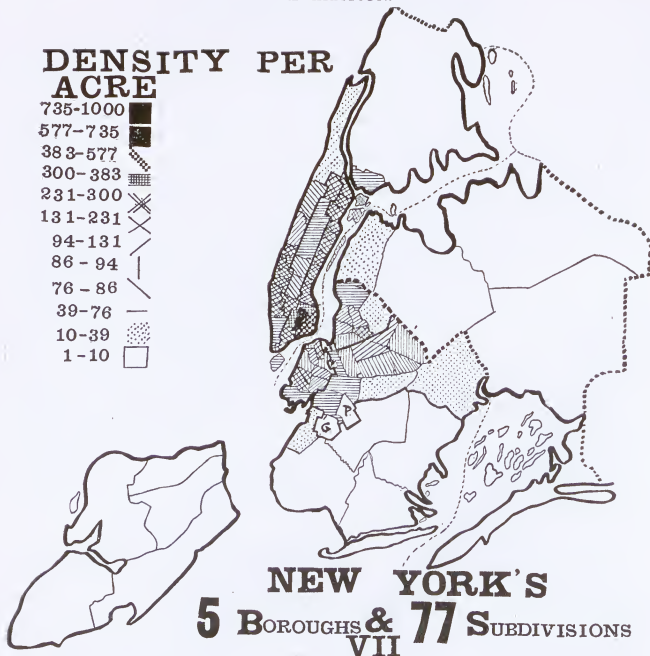 DENSITY PER
ACRE
735-1000
577-735
383-577
300-383
231-300
131-231
94-131
86 - 94
76 - 86
39-76
10-39
1-10
P
G
NEW YORK'S
5 BOROUGHS & 77 SUBDIVISIONS
VII